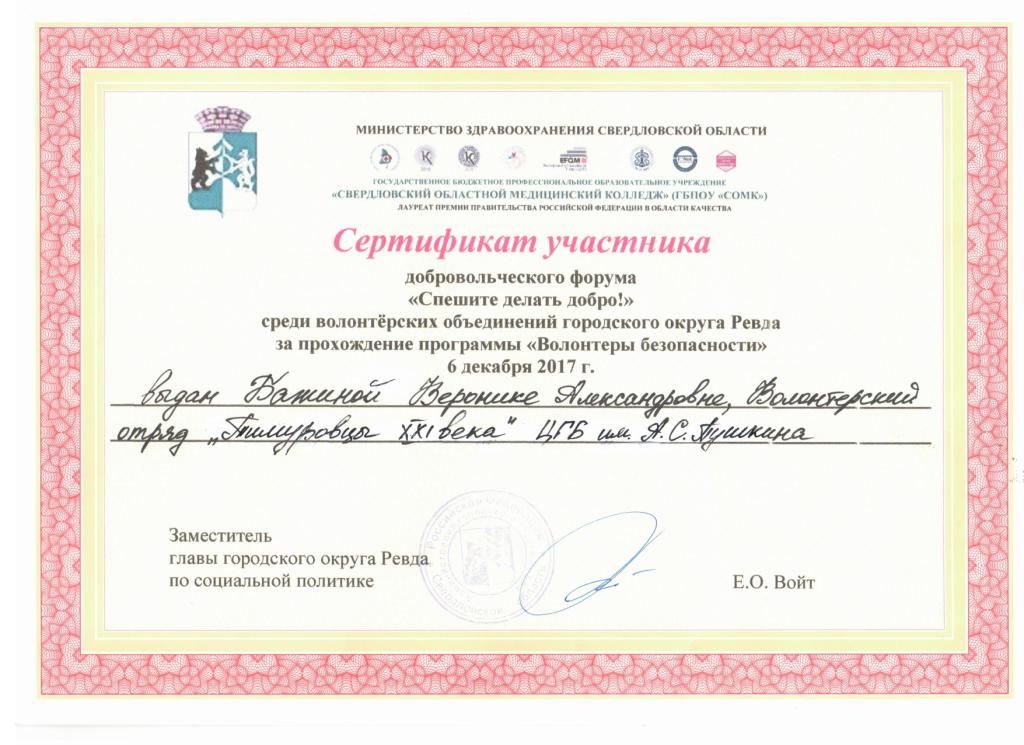 МИНИСТЕРСТВО ЗДРАВООХРАНЕНИЯ СВЕРДЛОВСКОЙ ОБЛАСТИ
EFQM
ГОСУДАРСТВЕННОЕ БЮДЖЕТНОЕ ПРОФЕССИОНАЛЬНОЕ ОБРАЗОВАТЕЛЬНОЕ УЧРЕЖДЕНИЕ
«СВЕРДЛОВСКИЙ ОБЛАСТНОЙ МЕДИЦИНСКИЙ КОЛЛЕДЖ» (ГБПОУ «СОМК»)
ЛАУРЕАТ ПРЕМИИ ПРАВИТЕЛЬСТВА РОССИЙСКОЙ ФЕДЕРАЦИИ В ОБЛАСТИ КАЧЕСТВА
Сертификат участника
добровольческого форума
«Спешите делать добро!»
среди волонтёрских объединений городского округа Ревда
за прохождение программы «Волонтеры безопасности»
6 декабря 2017 г.
выдан Бажиной Веронике Александровне, Волонтерский
отряд „Тимуровцы XXI века" ЦГБ им. А.С. Пушкина
Заместитель
главы городского округа Ревда
по социальной политике
Е.О. Войт